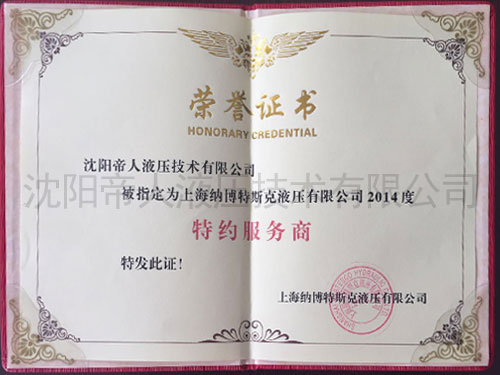 荣誉证书
HONORARY CREDENTIAL
沈阳帝人液压技术有限公司
被指定为上海纳博特斯克液压有限公司2014度
特约服务商
特发此证!
上海纳博特斯克液压有限公司
沈阳帝人液压技术有限公司